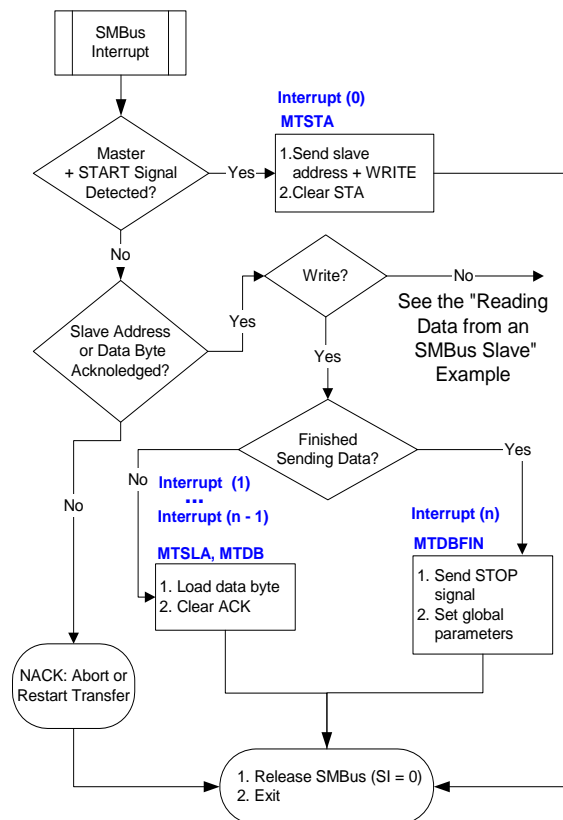 SMBus
Interrupt
Interrupt (0)
MTSTA
Master
+ START Signal
Detected?
Yes
1.Send slave
address + WRITE
2.Clear STA
No
Write?
No
See the "Reading
Data from an
SMBus Slave"
Example
Slave Address
or Data Byte
Acknoledged?
Yes
Yes
Finished
Sending Data?
Yes
No
Interrupt (1)
...
Interrupt (n - 1)
MTSLA, MTDB
1. Load data byte
2. Clear ACK
Interrupt (n)
MTDBFIN
1. Send STOP
signal
2. Set global
parameters
No
NACK: Abort or
Restart Transfer
1. Release SMBus (SI = 0)
2. Exit